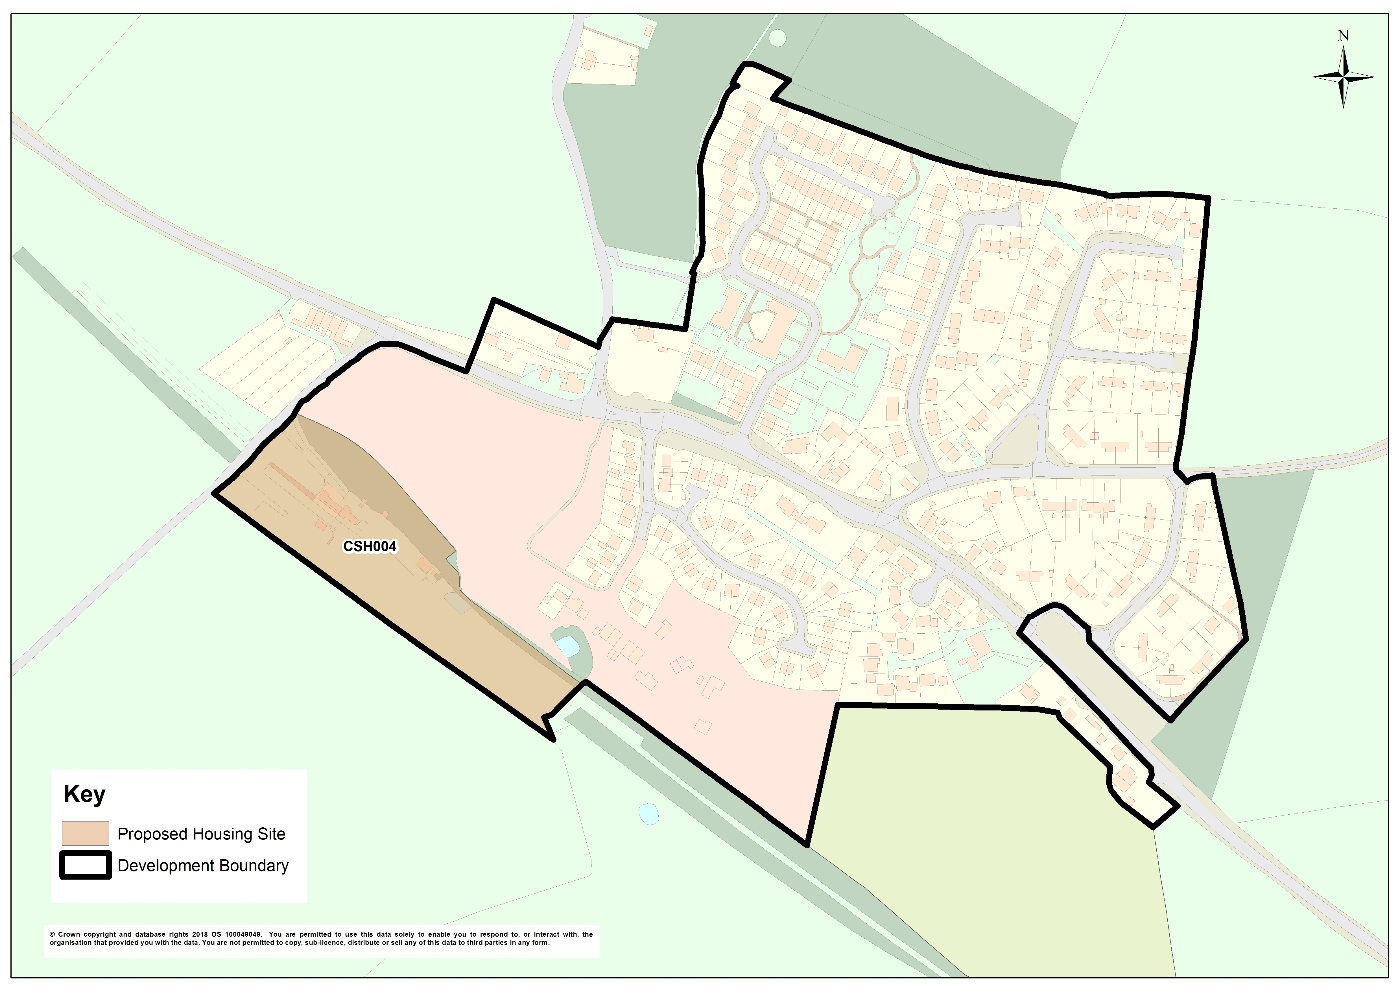 N
CSH004
Key
Proposed Housing Site
Development Boundary
© Crown copyright and database rights 2018 OS 100049049. You are permitted to use this data solely to enable you to respond to, or interact with, the
organisation that provided you with the data. You are not permitted to copy, sub-licence, distribute or sell any of this data to third parties in any form.